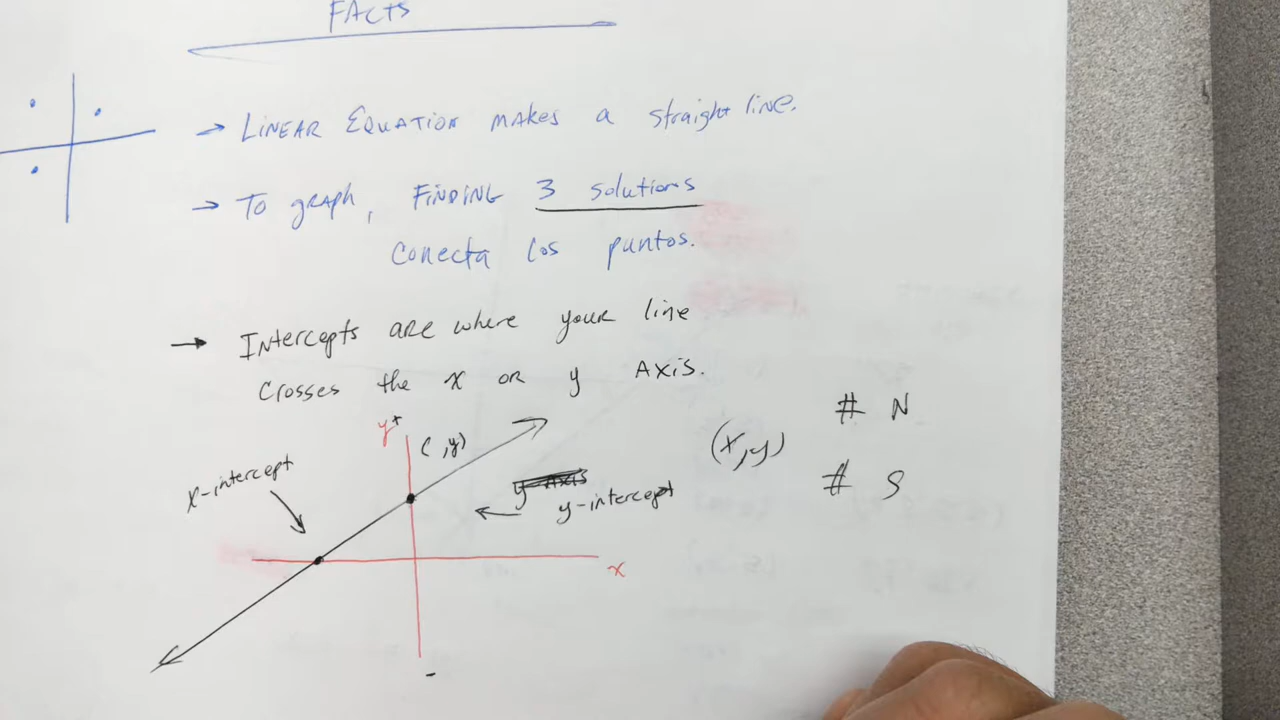 FACTS
→ LINEAR EQUATION MAKES a straight line.
→ To graph, FINDING 3 solutions
Conecta Los puntos.
→ Intercepts are where your line
Crosses the x or y Axis.
y+
( ,y)
(x,y)
# N
# S
x-intercept
y-Axis
y-intercept
x
-